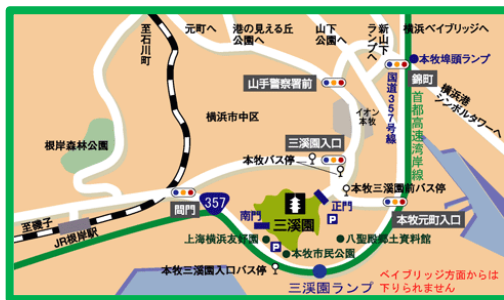 至石川町
元町へ
港の見える丘
公園へ
山下
公園へ
新山下
ランプへ
横浜ベイブリッジへ
本牧埠頭ランプ
錦町
山手警察署前
国道357号線
首都高速湾岸線
横浜港
シンボルタワーへ
イオン
本牧
横浜市中区
根岸森林公園
三溪園入口
本牧バス停
本牧三溪園前バス停
間門
357
正門
南門
三溪園
P
P
本牧元町入口
至磯子
JR根岸駅
上海横浜友好園
八聖殿郷土資料館
本牧市民公園
本牧三溪園入口バス停
三溪園ランプ
ベイブリッジ方面からは
下りられません